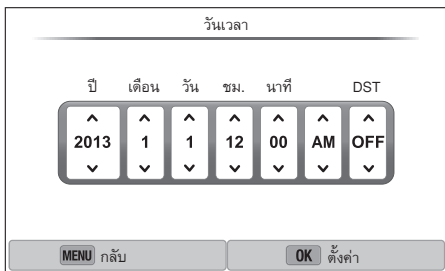 วันเวลา
ปี เดือน วัน ชม. นาที DST
2013 1 1 12 00 AM OFF
MENU กลับ OK ตั้งค่า